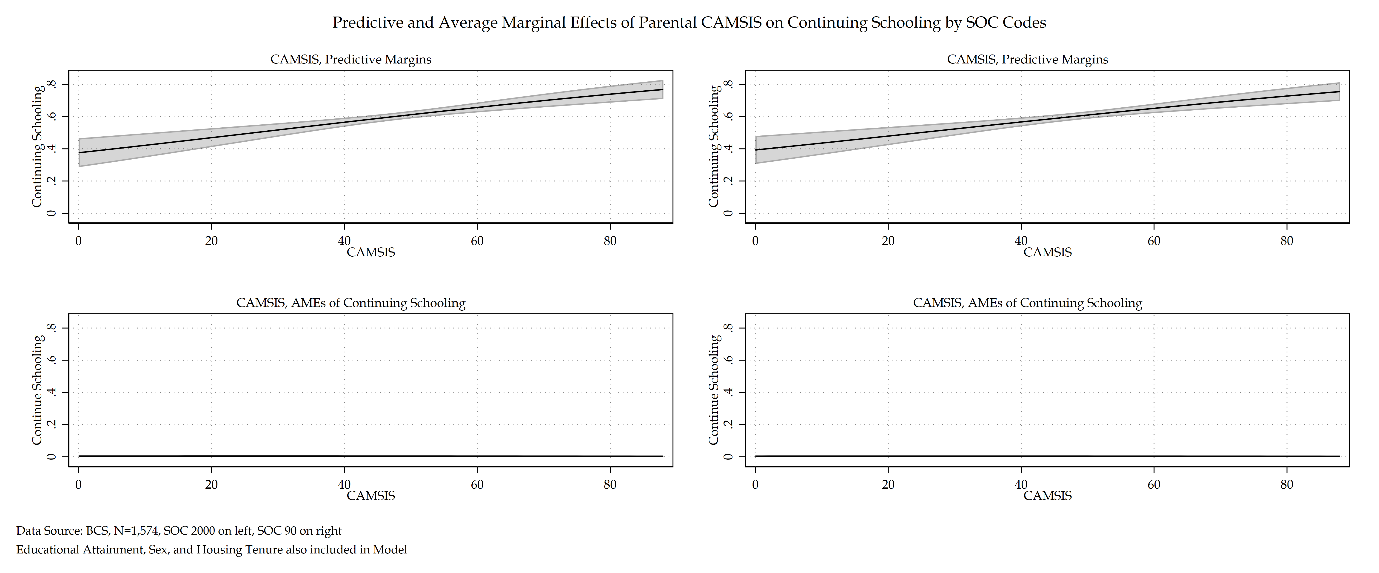 Predictive and Average Marginal Effects of Parental CAMSIS on Continuing Schooling by SOC Codes
CAMSIS, Predictive Margins
Continuing Schooling
.8
.6
.4
.2
0
0 20 40 60 80
CAMSIS
CAMSIS, Predictive Margins
Continuing Schooling
.8
.6
.4
.2
0
0 20 40 60 80
CAMSIS
CAMSIS, AMEs of Continuing Schooling
Continue Schooling
.8
.6
.4
.2
0
0 20 40 60 80
CAMSIS
CAMSIS, AMEs of Continuing Schooling
Continue Schooling
.8
.6
.4
.2
0
0 20 40 60 80
CAMSIS
Data Source: BCS, N=1,574, SOC 2000 on left, SOC 90 on right
Educational Attainment, Sex, and Housing Tenure also included in Model